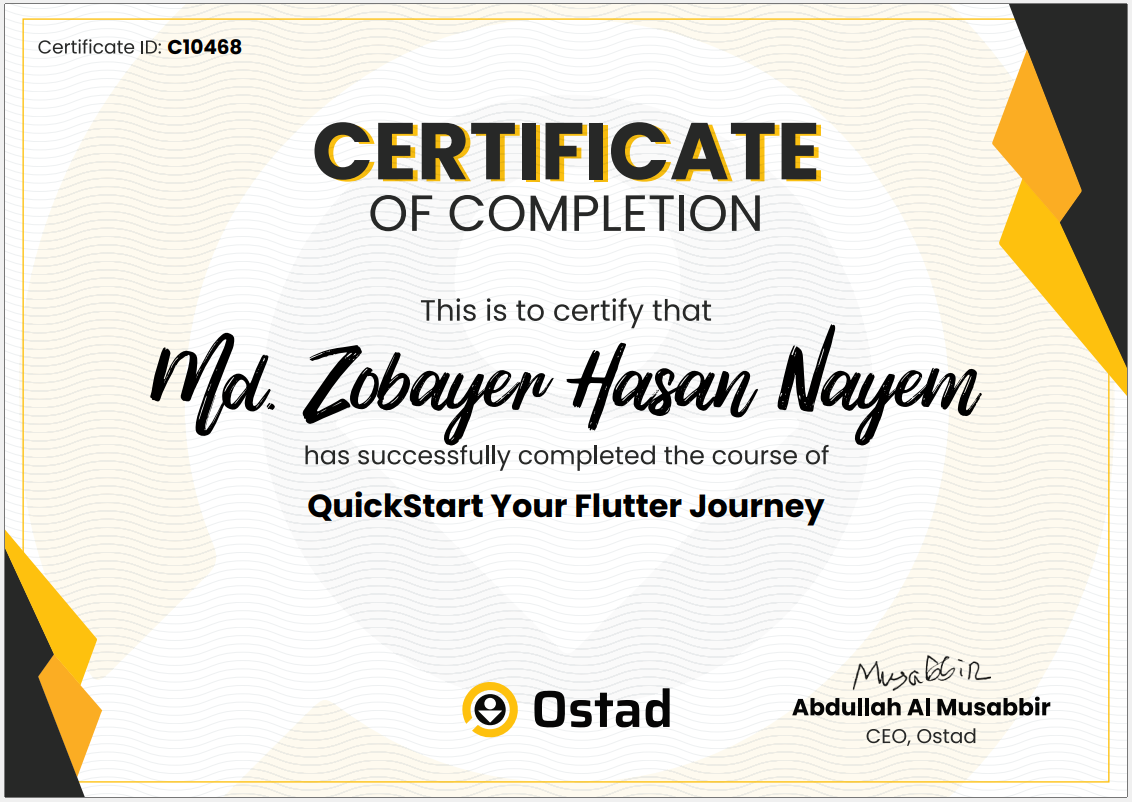 Certificate ID: C10468
CERTIFICATE
OF COMPLETION
This is to certify that
Md. Zobayer Hasan Nayem
has successfully completed the course of
QuickStart Your Flutter Journey
Ostad
Musabbir
Abdullah Al Musabbir
CEO, Ostad